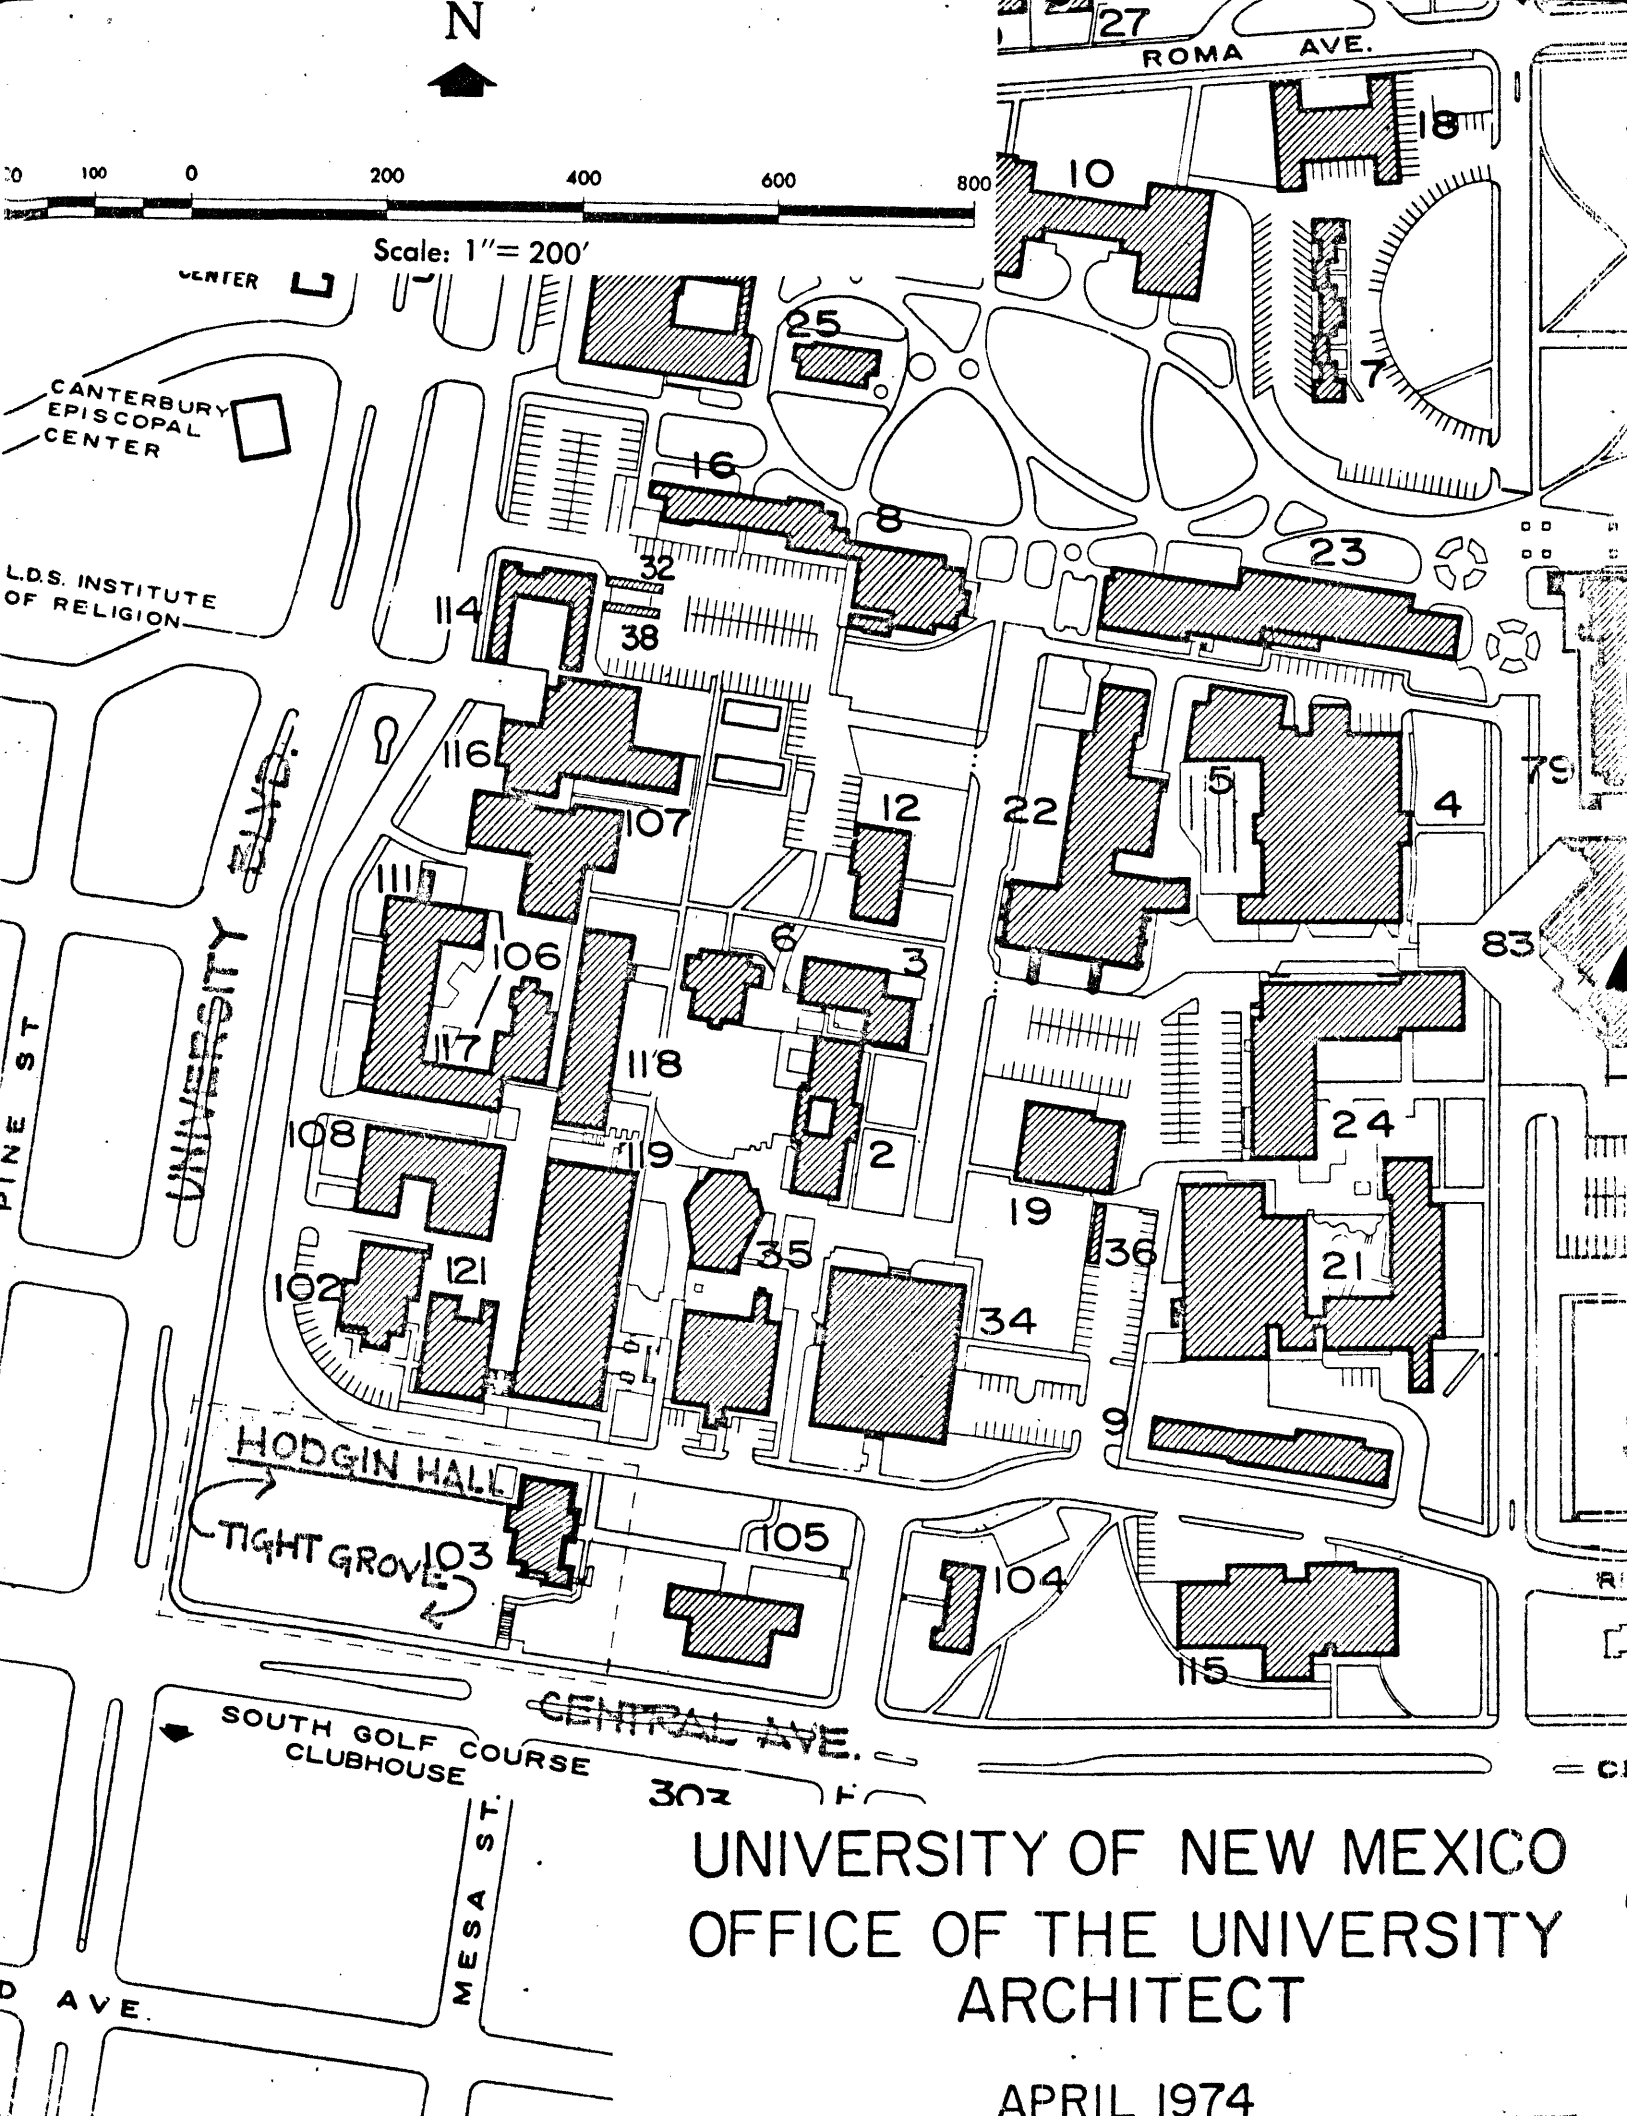 N
27
ROMA AVE.
18
100 0 200 400 600 800
10
Scale: 1"= 200'
CENTER
25
7
CANTERBURY
EPISCOPAL
CENTER
16
8
23
32
L.D.S. INSTITUTE
OF RELIGION
114
38
116
107
12
22
5
4
79
BLVD.
111
106
6
3
83
UNIVERSITY
117
118
PINE ST
108
119
2
24
19
102
121
35
36
21
34
9
HODGIN HALL
TIGHT GROVE
103
105
104
115
CENTRAL AVE.
SOUTH GOLF COURSE
CLUBHOUSE
303
MESA ST.
UNIVERSITY OF NEW MEXICO
OFFICE OF THE UNIVERSITY
ARCHITECT
AVE.
APRIL 1974